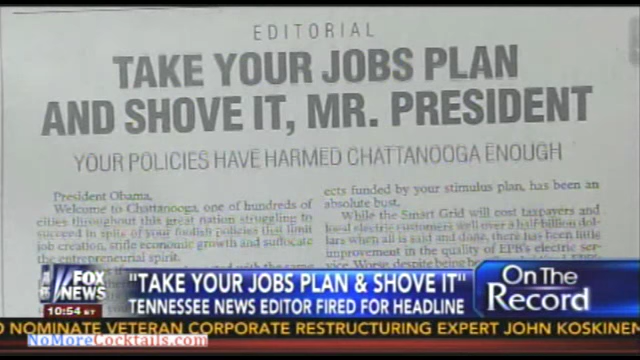 EDITORIAL
TAKE YOUR JOBS PLAN
AND SHOVE IT, MR. PRESIDENT
YOUR POLICIES HAVE HARMED CHATTANOOGA ENOUGH
President Obama,
Welcome to Chattanooga, one of hundreds of
cities throughout this great nation struggling to
succeed in spite of your foolish policies that limit
job creation, stifle economic growth and suffocate
the entrepreneurial spirit.
ects funded by your stimulus plan, has been an
absolute bust.
While the Smart Grid will cost taxpayers and
local electric customers well over a half-billion dol-
lars when all is said and done, there has been little
improvement in the quality of EPB's electric ser-
vice. Worse, despite being
FOX
NEWS
10:54 ET
"TAKE YOUR JOBS PLAN & SHOVE IT"
TENNESSEE NEWS EDITOR FIRED FOR HEADLINE
On The
Record
O NOMINATE VETERAN CORPORATE RESTRUCTURING EXPERT JOHN KOSKINEN
NoMoreCocktails.com